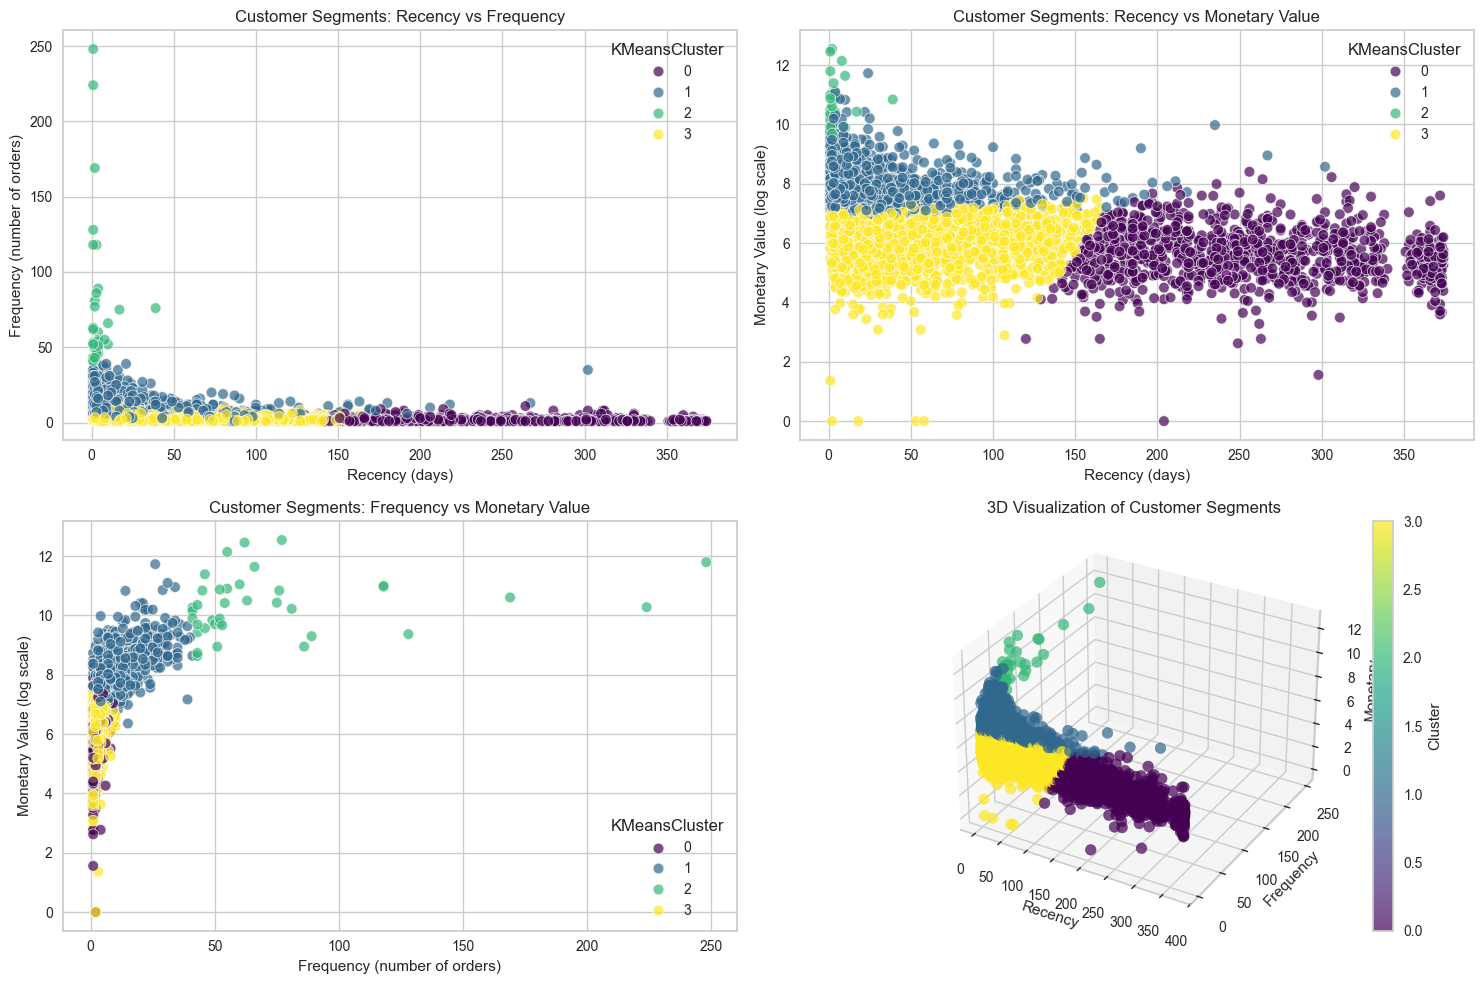 Customer Segments: Recency vs Frequency
250
200
150
100
50
0
Frequency (number of orders)
KMeansCluster
0
1
2
3
0 50 100 150 200 250 300 350
Recency (days)
Customer Segments: Recency vs Monetary Value
12
10
8
6
4
2
0
Monetary Value (log scale)
KMeansCluster
0
1
2
3
0 50 100 150 200 250 300 350
Recency (days)
Customer Segments: Frequency vs Monetary Value
12
10
8
6
4
2
0
Monetary Value (log scale)
KMeansCluster
0
1
2
3
0 50 100 150 200 250
Frequency (number of orders)
3D Visualization of Customer Segments
12
10
8
6
4
2
0
0 50 100 150 200 250 300 350 400
Recency
0 50 100 150 200 250
Frequency
3.0
2.5
2.0
1.5
1.0
0.5
0.0
Cluster